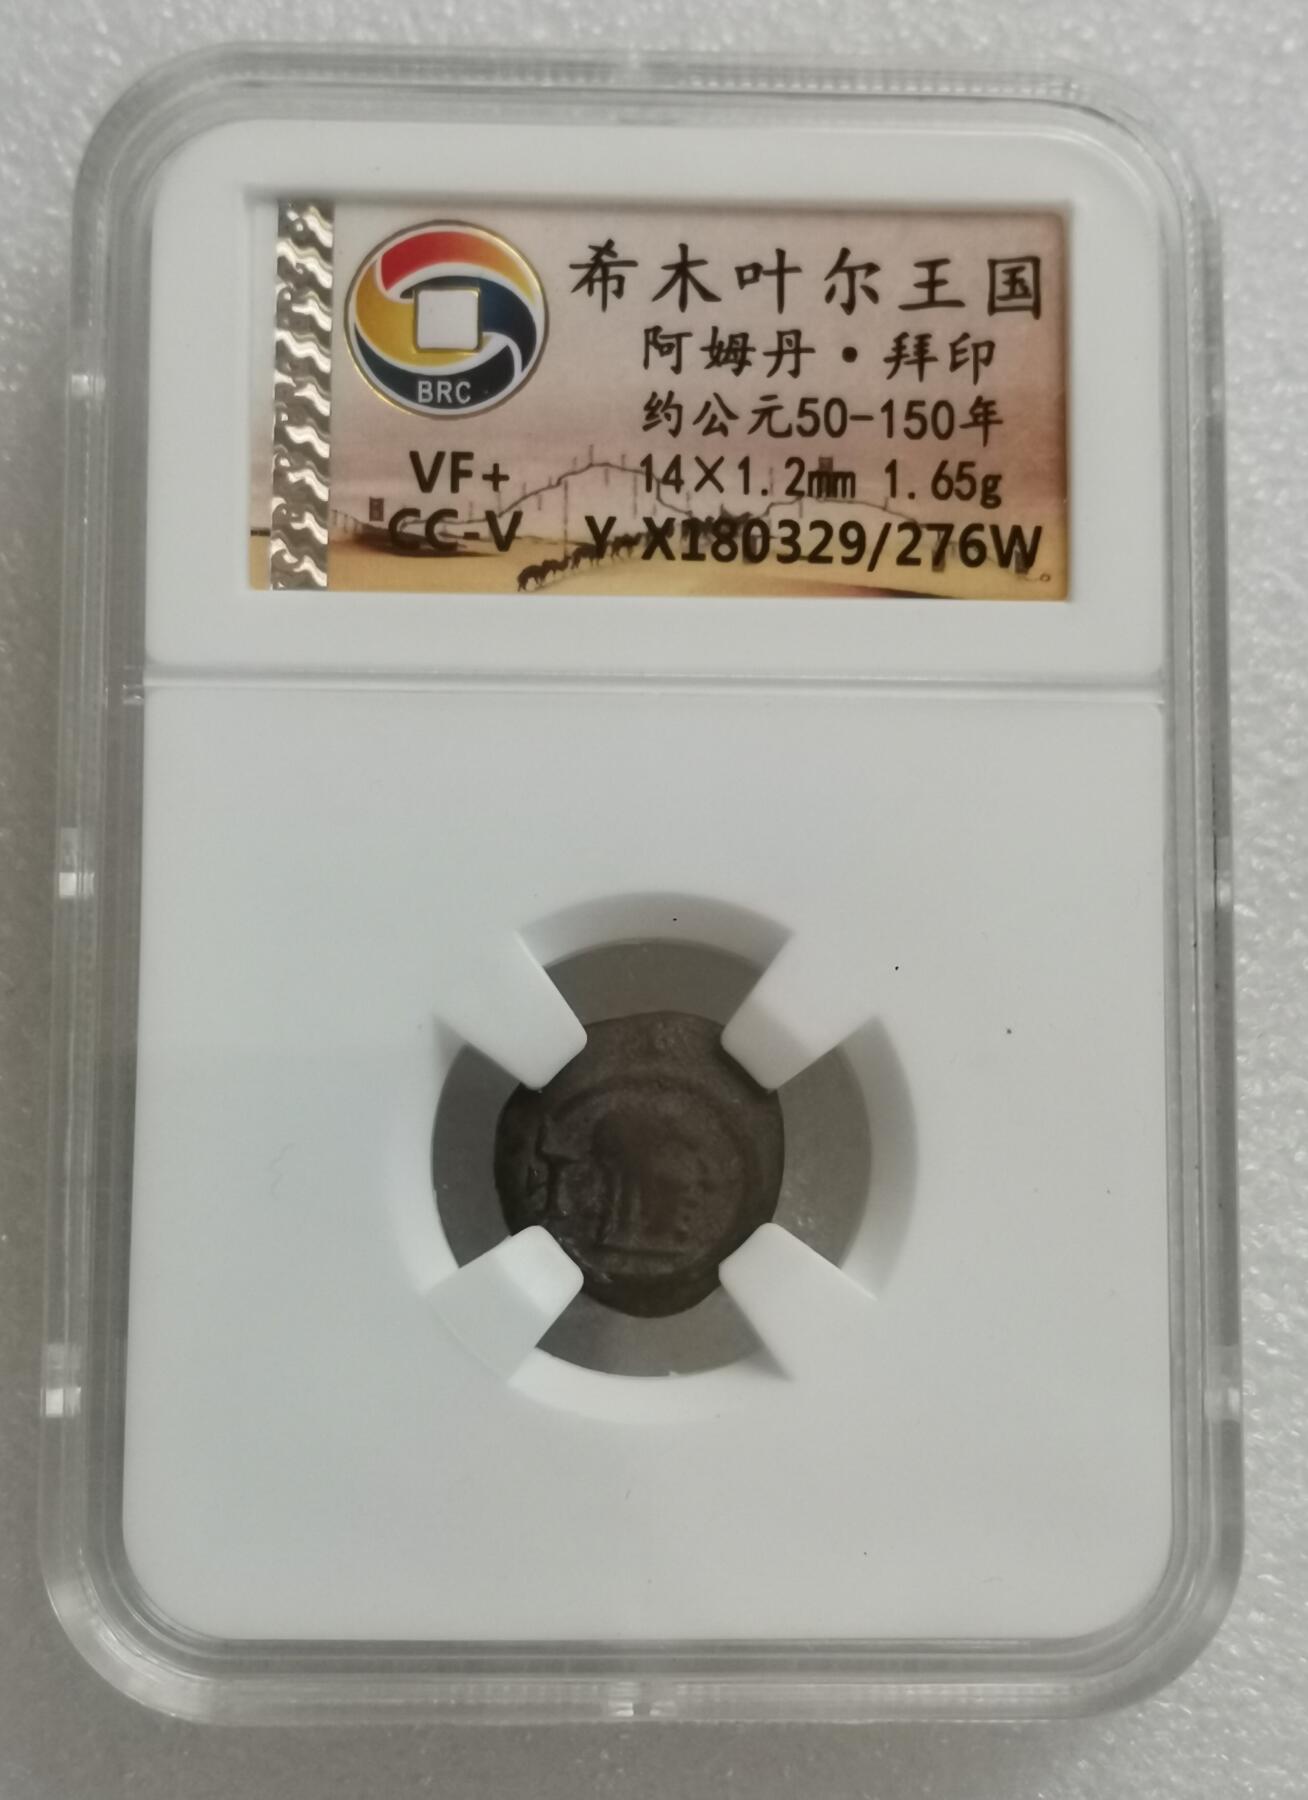 BRC
希木叶尔王国
阿姆丹·拜印
约公元50-150年
VF+ 14×1.2mm 1.65g
CC-V YX180329/276W